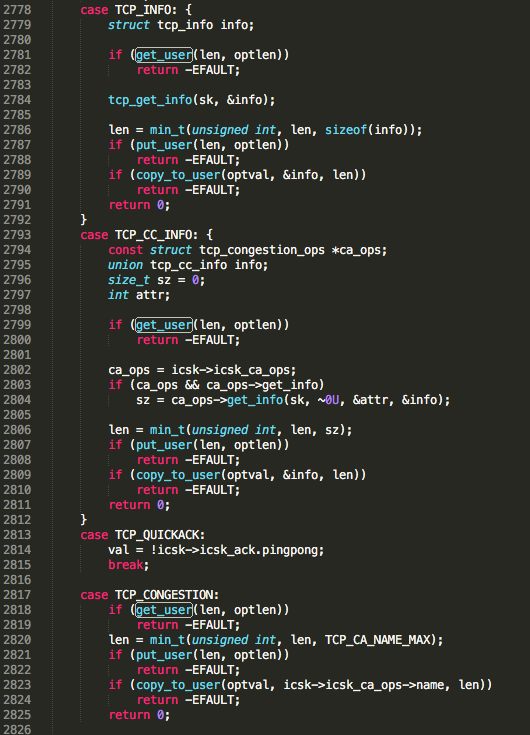 2778 case TCP_INFO: {
2779 struct tcp_info info;
2780
2781 if (get_user(len, optlen))
2782 return -EFAULT;
2783
2784 tcp_get_info(sk, &info);
2785
2786 len = min_t(unsigned int, len, sizeof(info));
2787 if (put_user(len, optlen))
2788 return -EFAULT;
2789 if (copy_to_user(optval, &info, len))
2790 return -EFAULT;
2791 return 0;
2792 }
2793 case TCP_CC_INFO: {
2794 const struct tcp_congestion_ops *ca_ops;
2795 union tcp_cc_info info;
2796 size_t sz = 0;
2797 int attr;
2798
2799 if (get_user(len, optlen))
2800 return -EFAULT;
2801
2802 ca_ops = icsk->icsk_ca_ops;
2803 if (ca_ops && ca_ops->get_info)
2804 sz = ca_ops->get_info(sk, ~0U, &attr, &info);
2805
2806 len = min_t(unsigned int, len, sz);
2807 if (put_user(len, optlen))
2808 return -EFAULT;
2809 if (copy_to_user(optval, &info, len))
2810 return -EFAULT;
2811 return 0;
2812 }
2813 case TCP_QUICKACK:
2814 val = !icsk->icsk_ack.pingpong;
2815 break;
2816
2817 case TCP_CONGESTION:
2818 if (get_user(len, optlen))
2819 return -EFAULT;
2820 len = min_t(unsigned int, len, TCP_CA_NAME_MAX);
2821 if (put_user(len, optlen))
2822 return -EFAULT;
2823 if (copy_to_user(optval, icsk->icsk_ca_ops->name, len))
2824 return -EFAULT;
2825 return 0;
2826